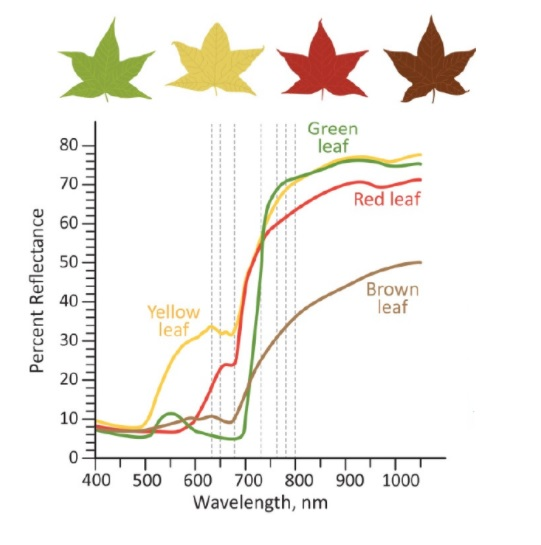 Green
leaf
80
70
Red leaf
60
50
Brown
leaf
40
Yellow
leaf
30
20
10
0
Percent Reflectance
400 500 600 700 800 900 1000
Wavelength, nm